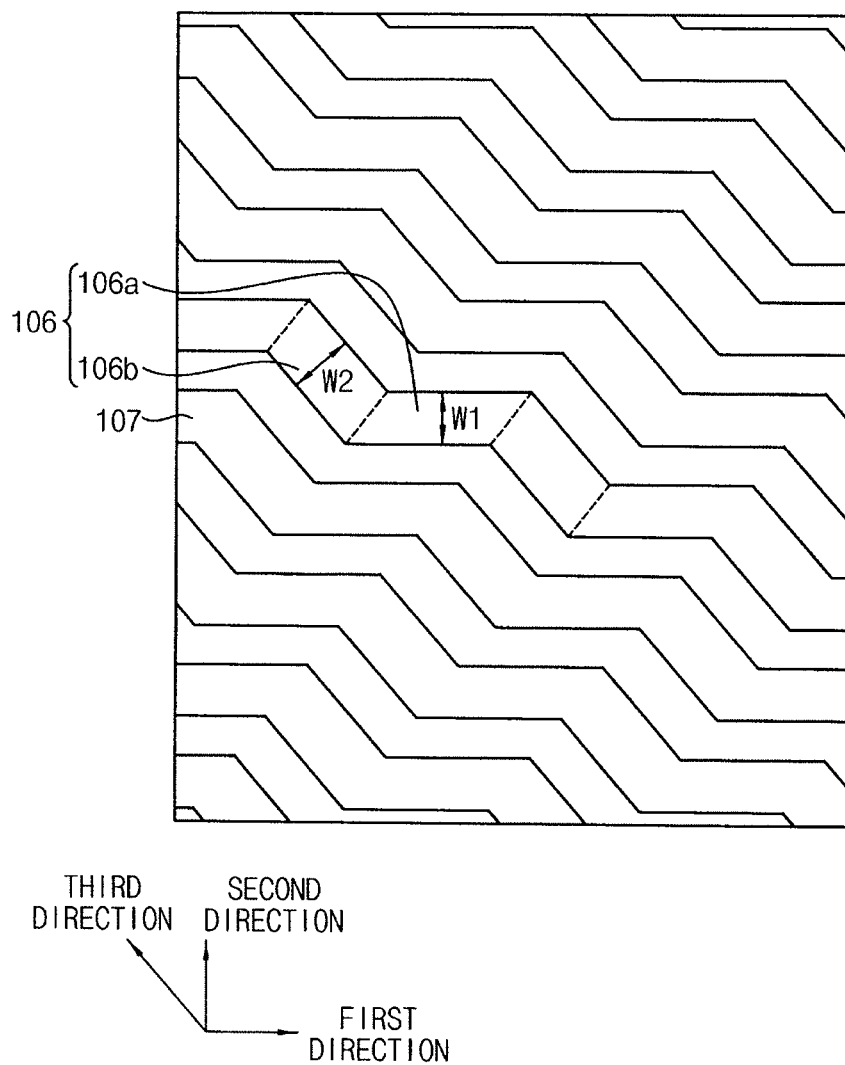 106a
106
106b
W2
W1
107
THIRD
DIRECTION
SECOND
DIRECTION
FIRST
DIRECTION